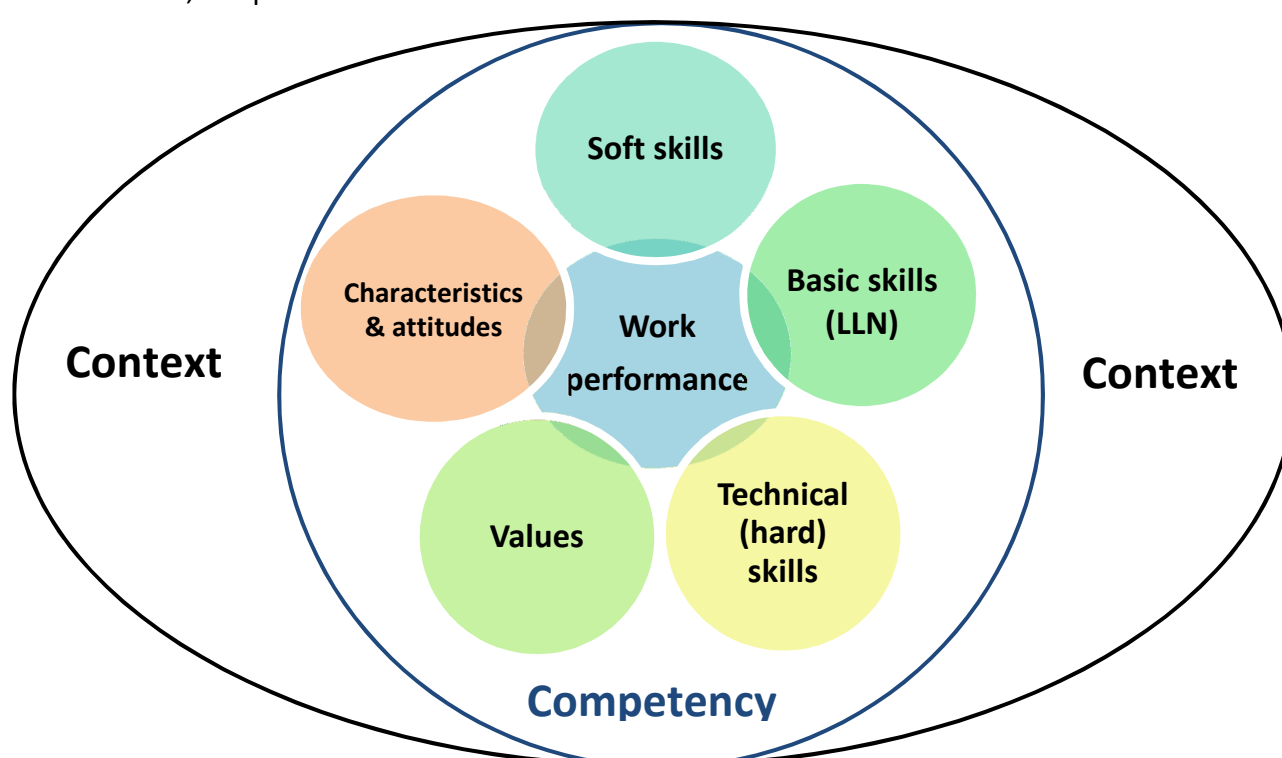 Soft skills
Basic skills
(LLN)
Characteristics
& attitudes
Work
performance
Context
Context
Technical
(hard)
skills
Values
Competency